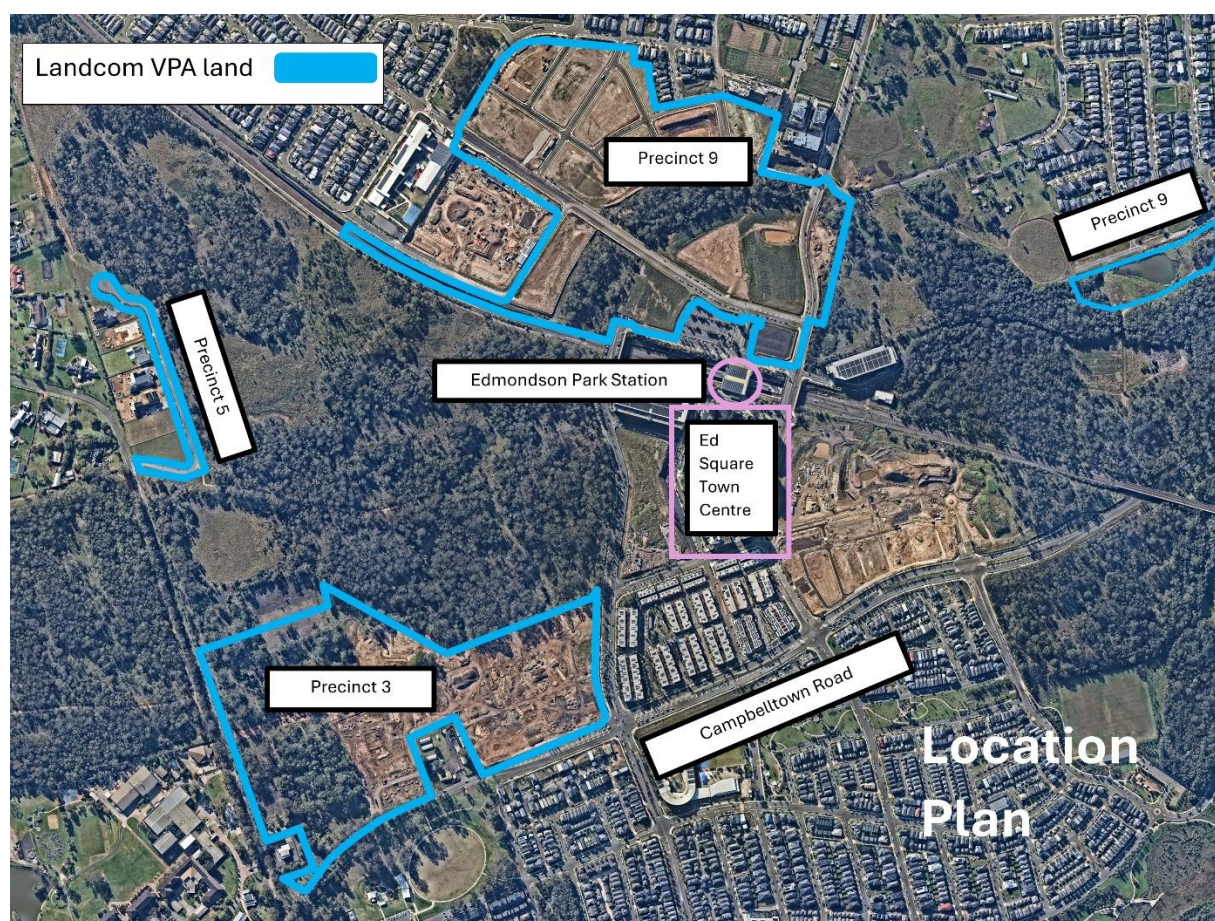 Landcom VPA land
Precinct 9
Precinct 9
Precinct 5
Edmondson Park Station
Ed
Square
Town
Centre
Precinct 3
Campbelltown Road
Location
Plan